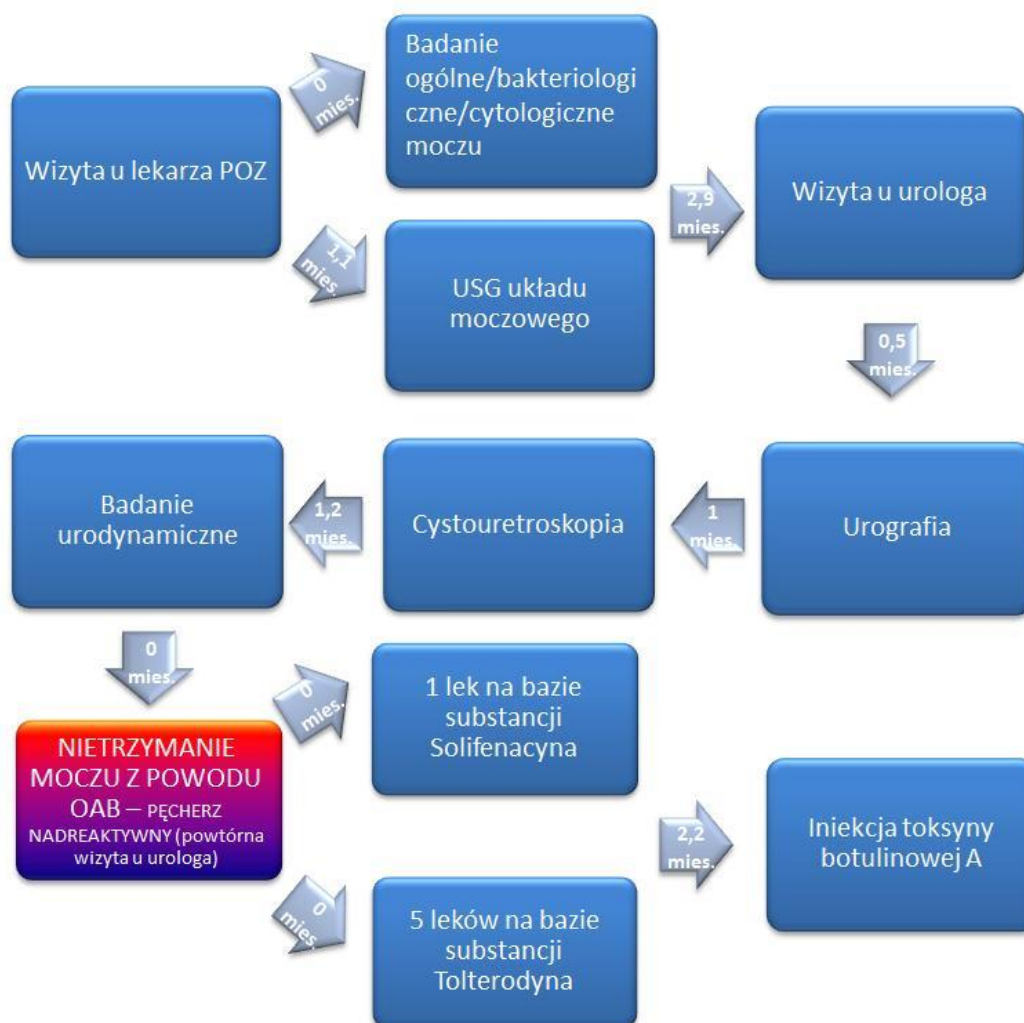 Wizyta u lekarza POZ
0
mies.
Badanie
ogólne/bakteriologi
czne/cytologiczne
moczu
1,1
mies.
USG układu
moczowego
2,9
mies.
Wizyta u urologa
0,5
mies.
Urografia
1
mies.
Cystouretroskopia
1,2
mies.
Badanie
urodynamiczne
0
mies.
NIETRZYMANIE
MOCZU Z POWODU
OAB – PĘCHERZ
NADREAKTYWNY (powtórna
wizyta u urologa)
0
mies.
1 lek na bazie
substancji
Solifenacyna
0
mies.
5 leków na bazie
substancji
Tolterodyna
2,2
mies.
Iniekcja toksyny
botulinowej A